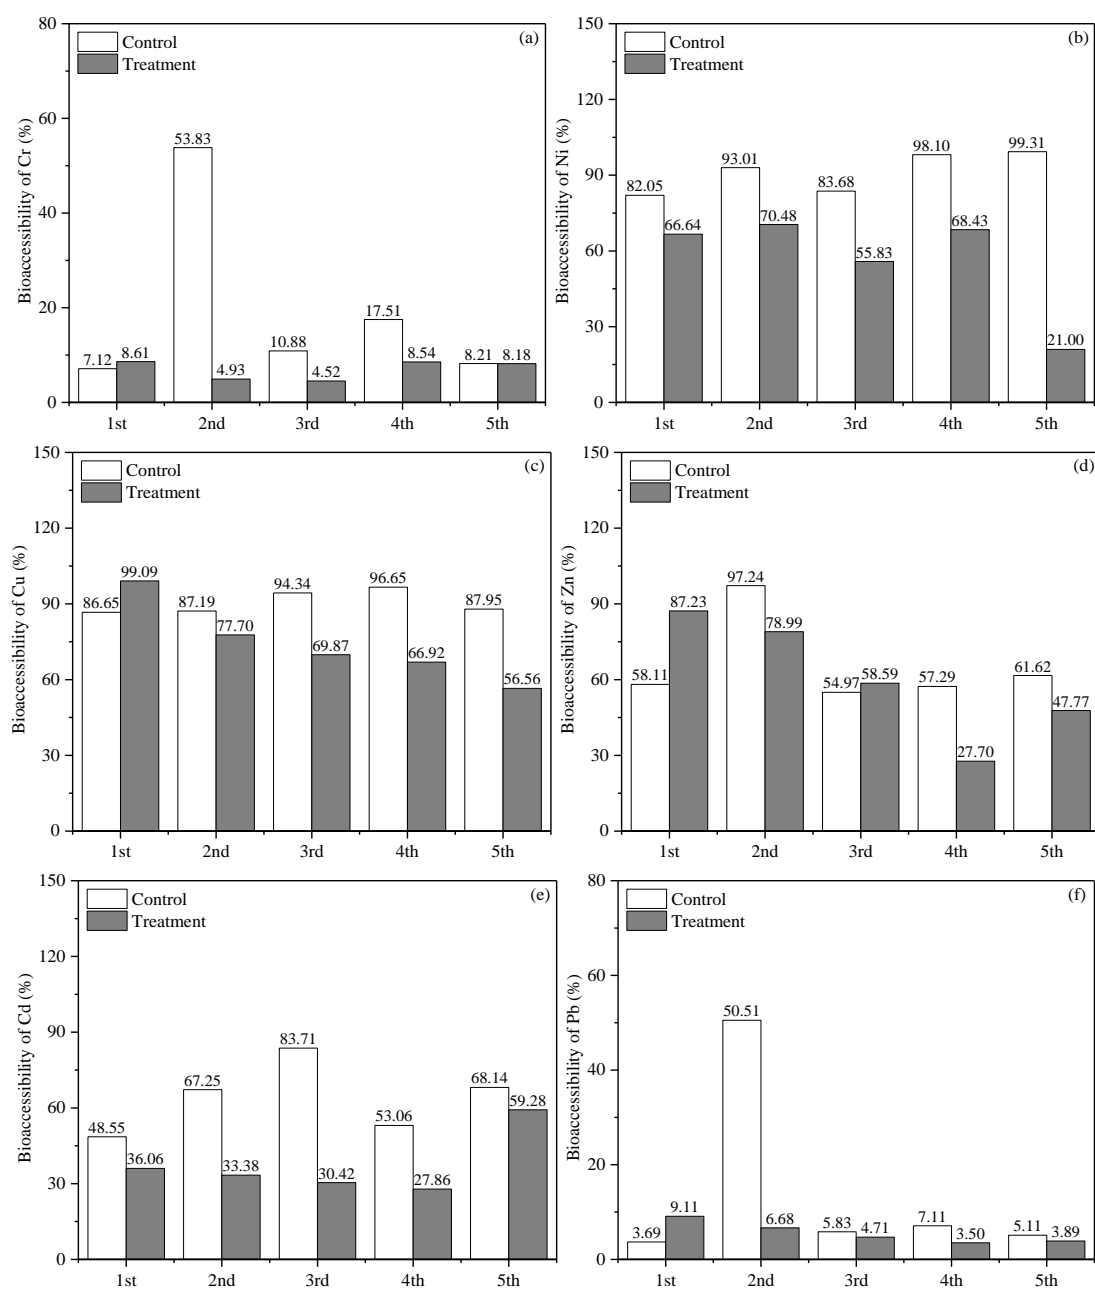 (a)
Control
Treatment
Bioaccessibility of Cr (%)
80
60
40
20
0
7.12
8.61
53.83
4.93
10.88
4.52
17.51
8.54
8.21
8.18
1st
2nd
3rd
4th
5th
(b)
Control
Treatment
Bioaccessibility of Ni (%)
150
120
90
60
30
0
82.05
66.64
93.01
70.48
83.68
55.83
98.10
68.43
99.31
21.00
1st
2nd
3rd
4th
5th
(c)
Control
Treatment
Bioaccessibility of Cu (%)
150
120
90
60
30
0
86.65
99.09
87.19
77.70
94.34
69.87
96.65
66.92
87.95
56.56
1st
2nd
3rd
4th
5th
(d)
Control
Treatment
Bioaccessibility of Zn (%)
150
120
90
60
30
0
58.11
87.23
97.24
78.99
54.97
58.59
57.29
27.70
61.62
47.77
1st
2nd
3rd
4th
5th
(e)
Control
Treatment
Bioaccessibility of Cd (%)
150
120
90
60
30
0
48.55
36.06
67.25
33.38
83.71
30.42
53.06
27.86
68.14
59.28
1st
2nd
3rd
4th
5th
(f)
Control
Treatment
Bioaccessibility of Pb (%)
80
60
40
20
0
3.69
9.11
50.51
6.68
5.83
4.71
7.11
3.50
5.11
3.89
1st
2nd
3rd
4th
5th